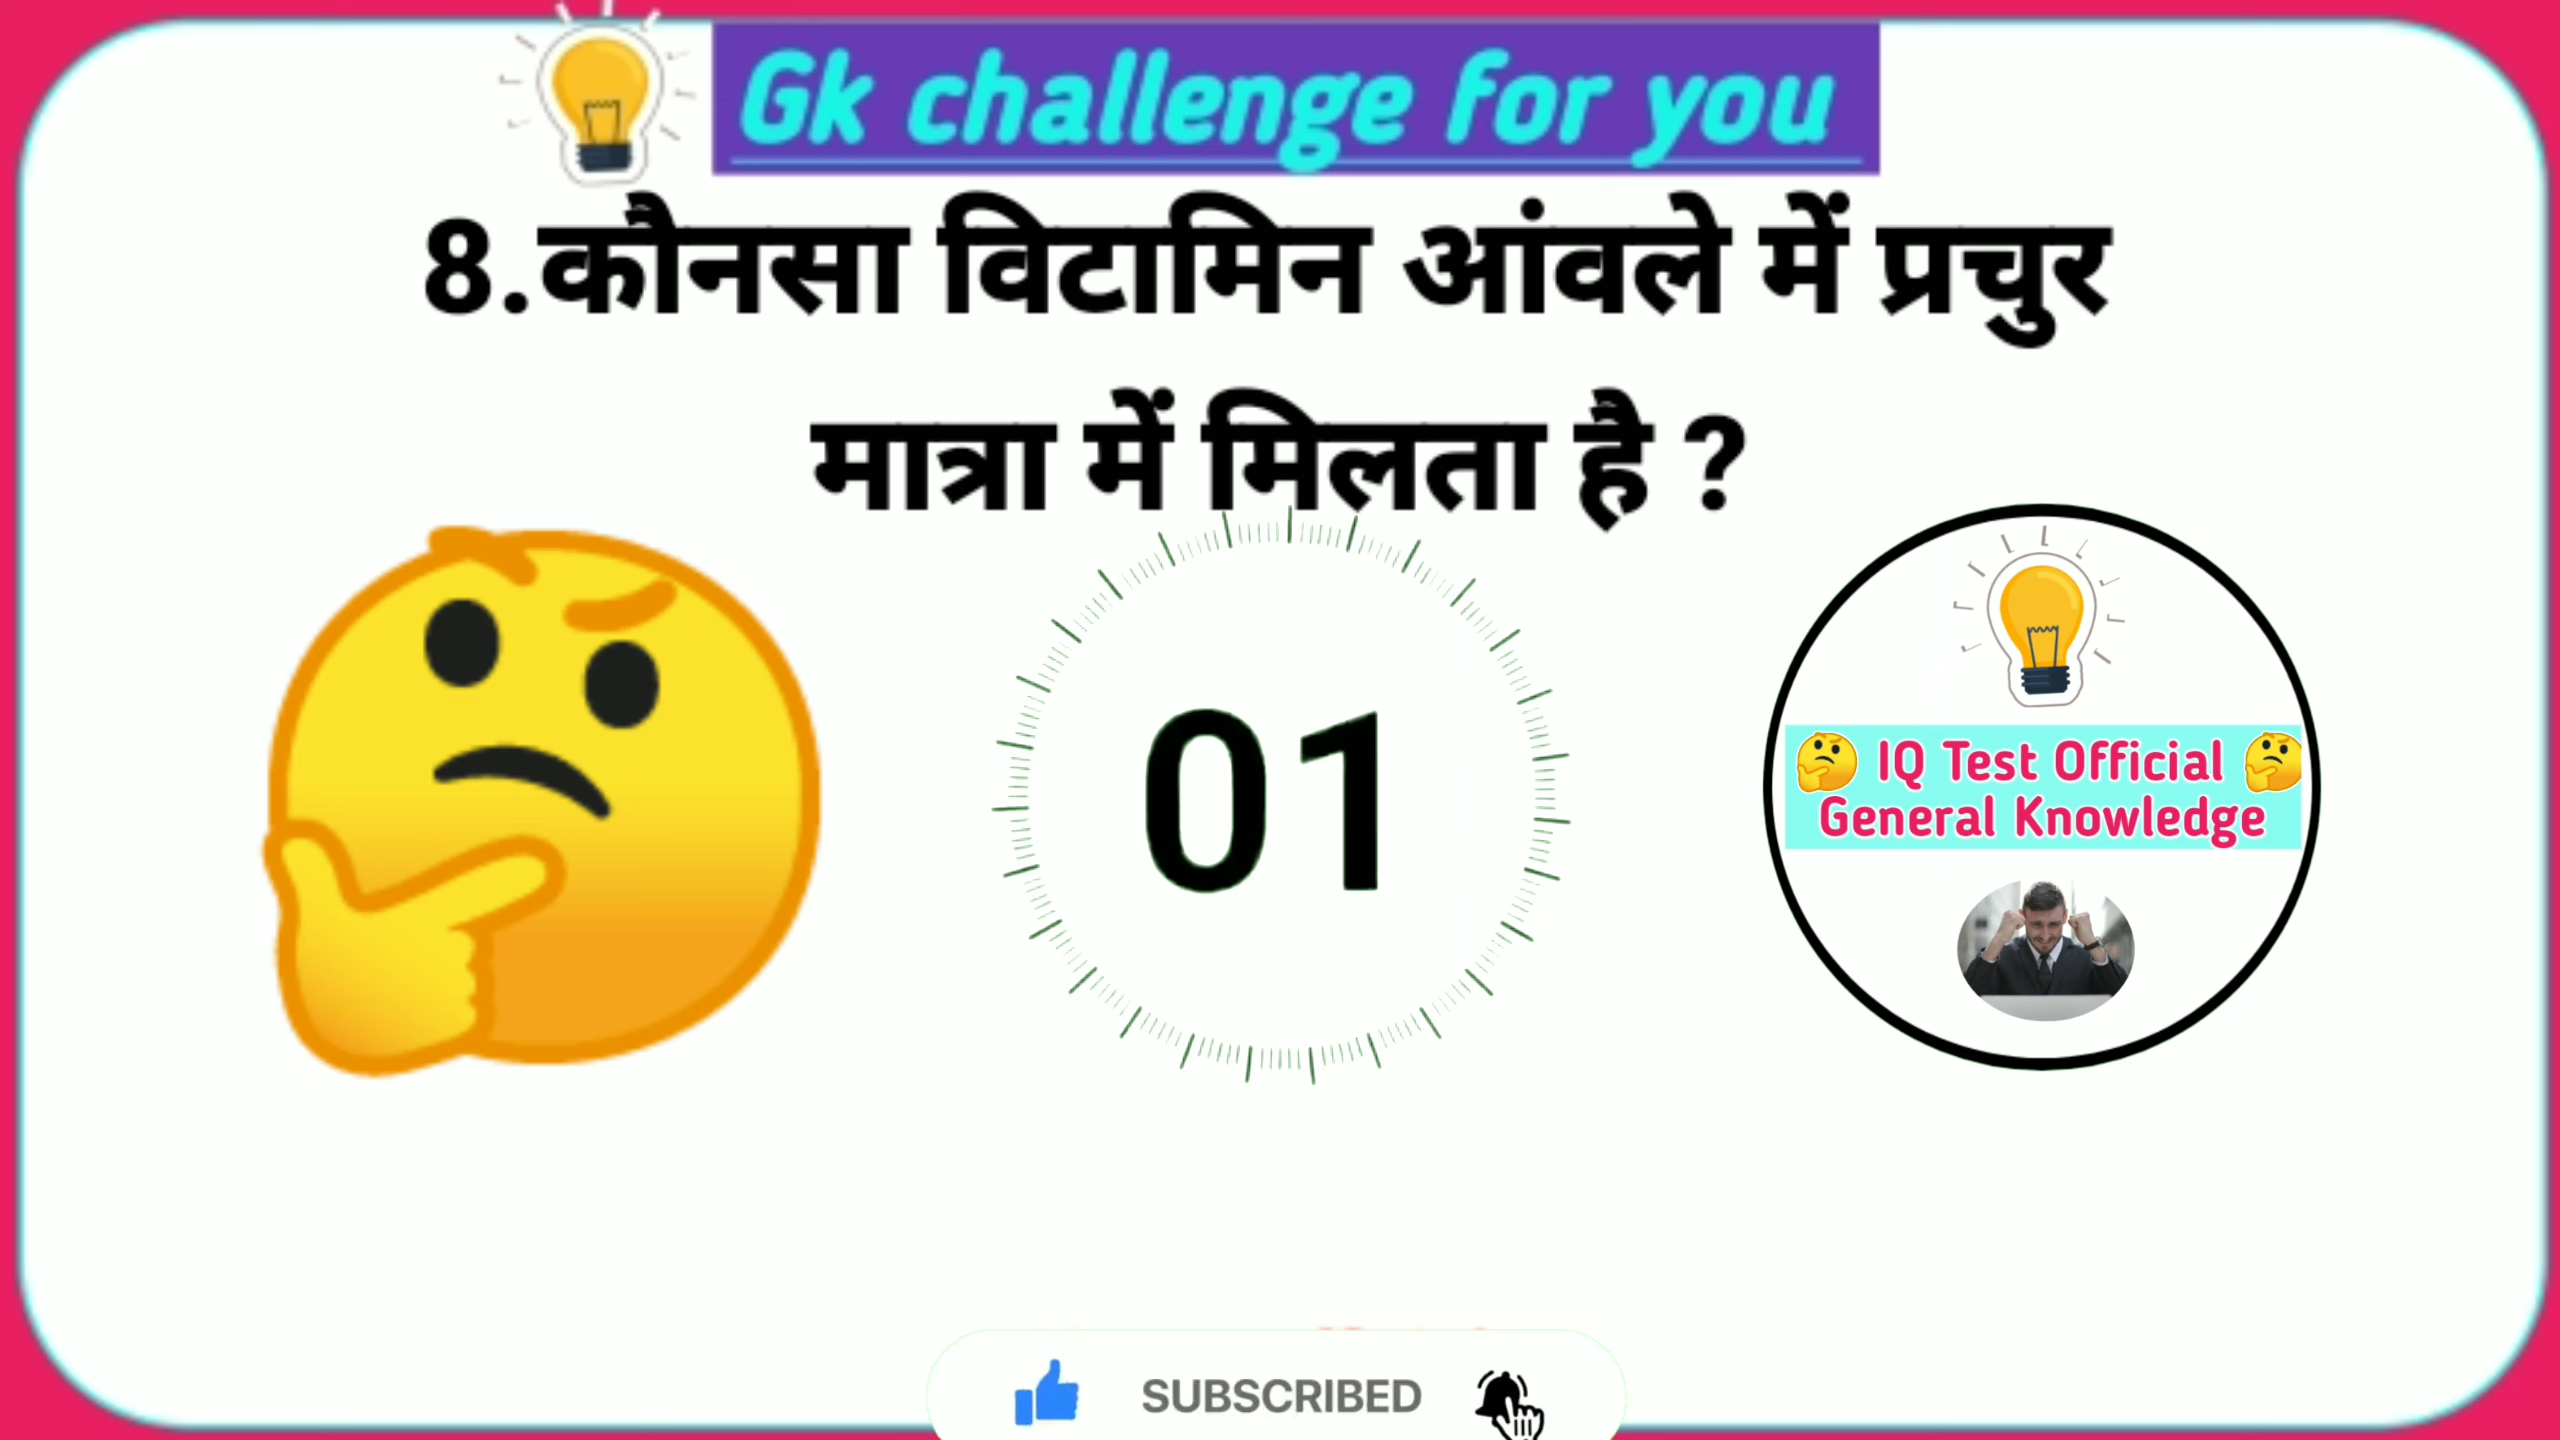 Gk challenge for you
8.कौनसा विटामिन आंवले में प्रचुर
मात्रा में मिलता है ?
01
IQ Test Official
General Knowledge
SUBSCRIBED